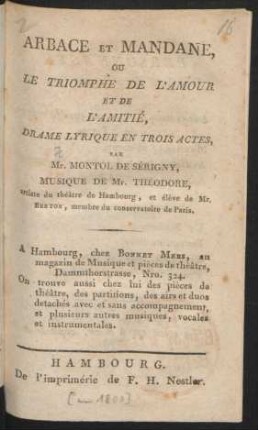 2
16
ARBACE ET MANDANE,
OU
LE TRIOMPHE DE L'AMOUR
ET DE
L'AMITIÉ,
DRAME LYRIQUE EN TROIS ACTES,
PAR
Mr. MONTOL DE SÉRIGNY,
MUSIQUE DE Mr. THÉODORE,
artiste du théâtre de Hambourg, et élève de Mr.
BERTON, membre du conservatoire de Paris.
A Hambourg, chez BONNET MERE, au
magazin de Musique et pièces de théâtre,
Dammthorstrasse, Nro. 324.
On trouve aussi chez lui des pièces de
théâtre, des partitions, des airs et duos
detachés avec et sans accompagnement,
et plusieurs autres musiques, vocales
et instrumentales.
HAMBOURG.
De l'imprimérie de F. H. Nestler.